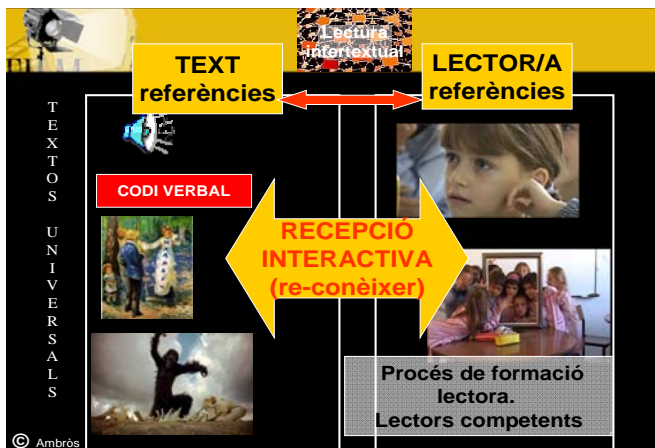 Lectura
infertextual
TEXT
referències
LECTOR/A
referències
TEXTOS UNIVERSALS
CODI VERBAL
RECEPCIÓ
INTERACTIVA
(re-conèixer)
Procés de formació
lectora.
Lectors competents
© Ambròs